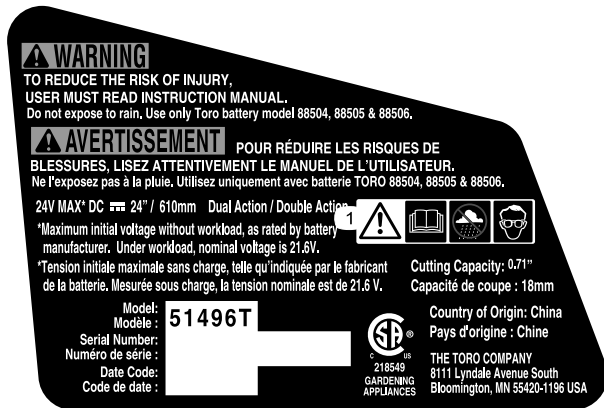 WARNING
TO REDUCE THE RISK OF INJURY,
USER MUST READ INSTRUCTION MANUAL.
Do not expose to rain. Use only Toro battery model 88504, 88505 & 88506.
AVERTISSEMENT POUR RÉDUIRE LES RISQUES DE
BLESSURES, LISEZ ATTENTIVEMENT LE MANUEL DE L'UTILISATEUR.
Ne l'exposez pas à la pluie. Utilisez uniquement avec batterie TORO 88504, 88505 & 88506.
24V MAX* DC 24" / 610mm Dual Action / Double Action
1
*Maximum initial voltage without workload, as rated by battery
manufacturer. Under workload, nominal voltage is 21.6V.
*Tension initiale maximale sans charge, telle qu'indiquée par le fabricant
de la batterie. Mesurée sous charge, la tension nominale est de 21.6 V.
Cutting Capacity: 0.71"
Capacité de coupe : 18mm
Model:
Modèle :
51496T
Serial Number:
Numéro de série :
Date Code:
Code de date :
SA ®
C US
218549
GARDENING
APPLIANCES
Country of Origin: China
Pays d'origine : Chine
THE TORO COMPANY
8111 Lyndale Avenue South
Bloomington, MN 55420-1196 USA